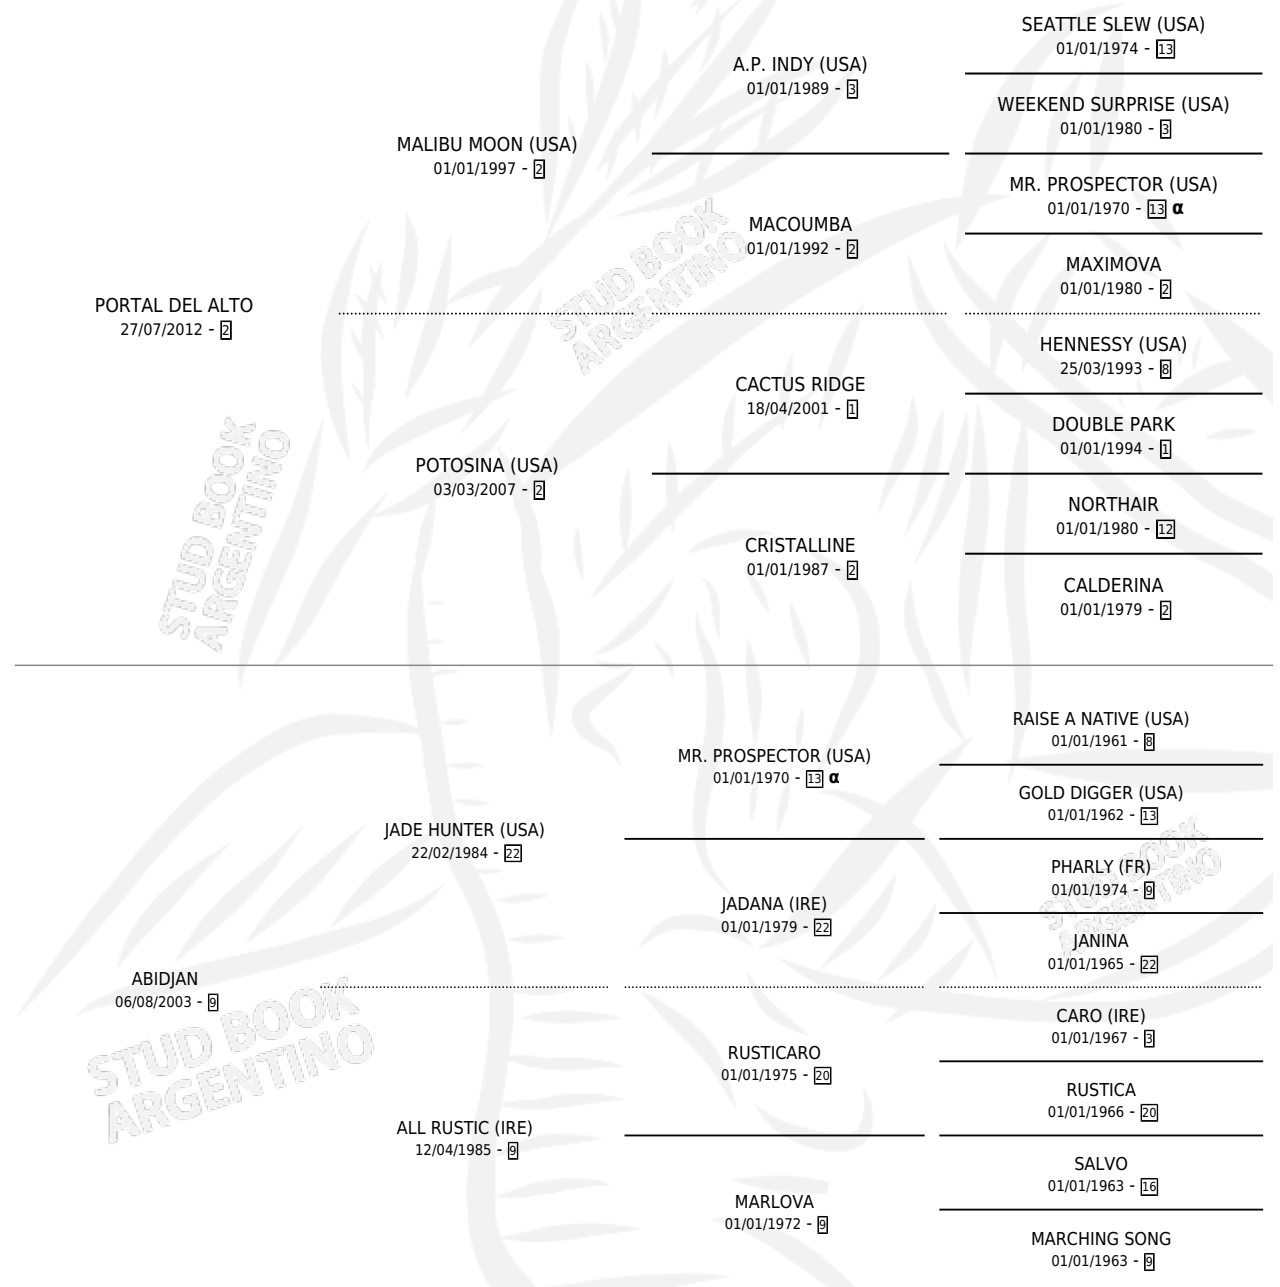 SEATTLE SLEW (USA)
01/01/1974 - 13
A.P. INDY (USA)
01/01/1989 - 3
WEEKEND SURPRISE (USA)
01/01/1980 - 3
MALIBU MOON (USA)
01/01/1997 - 2
MR. PROSPECTOR (USA)
01/01/1970 - 13 α
MACOUMBA
01/01/1992 - 2
MAXIMOVA
01/01/1980 - 2
PORTAL DEL ALTO
27/07/2012 - 2
HENNESSY (USA)
25/03/1993 - 8
CACTUS RIDGE
18/04/2001 - 1
DOUBLE PARK
01/01/1994 - 1
POTOSINA (USA)
03/03/2007 - 2
NORTHAIR
01/01/1980 - 12
CRISTALLINE
01/01/1987 - 2
CALDERINA
01/01/1979 - 2
RAISE A NATIVE (USA)
01/01/1961 - 8
MR. PROSPECTOR (USA)
01/01/1970 - 13 α
GOLD DIGGER (USA)
01/01/1962 - 13
JADE HUNTER (USA)
22/02/1984 - 22
PHARLY (FR)
01/01/1974 - 9
JADANA (IRE)
01/01/1979 - 22
JANINA
01/01/1965 - 22
ABIDJAN
06/08/2003 - 9
CARO (IRE)
01/01/1967 - 3
RUSTICARO
01/01/1975 - 20
RUSTICA
01/01/1966 - 20
ALL RUSTIC (IRE)
12/04/1985 - 9
SALVO
01/01/1963 - 16
MARLOVA
01/01/1972 - 9
MARCHING SONG
01/01/1963 - 9
STUD BOOK
ARGENTINO
STUD BOOK
ARGENTINO
STUD BOOK
ARGENTINO
STUD BOOK
ARGENTINO